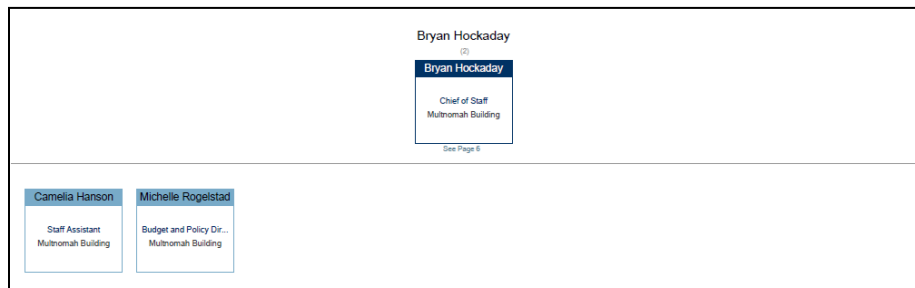 Bryan Hockaday
(2)
Bryan Hockaday
Chief of Staff
Multnomah Building
See Page 6
Camelia Hanson
Staff Assistant
Multnomah Building
Michelle Rogelstad
Budget and Policy Dir...
Multnomah Building